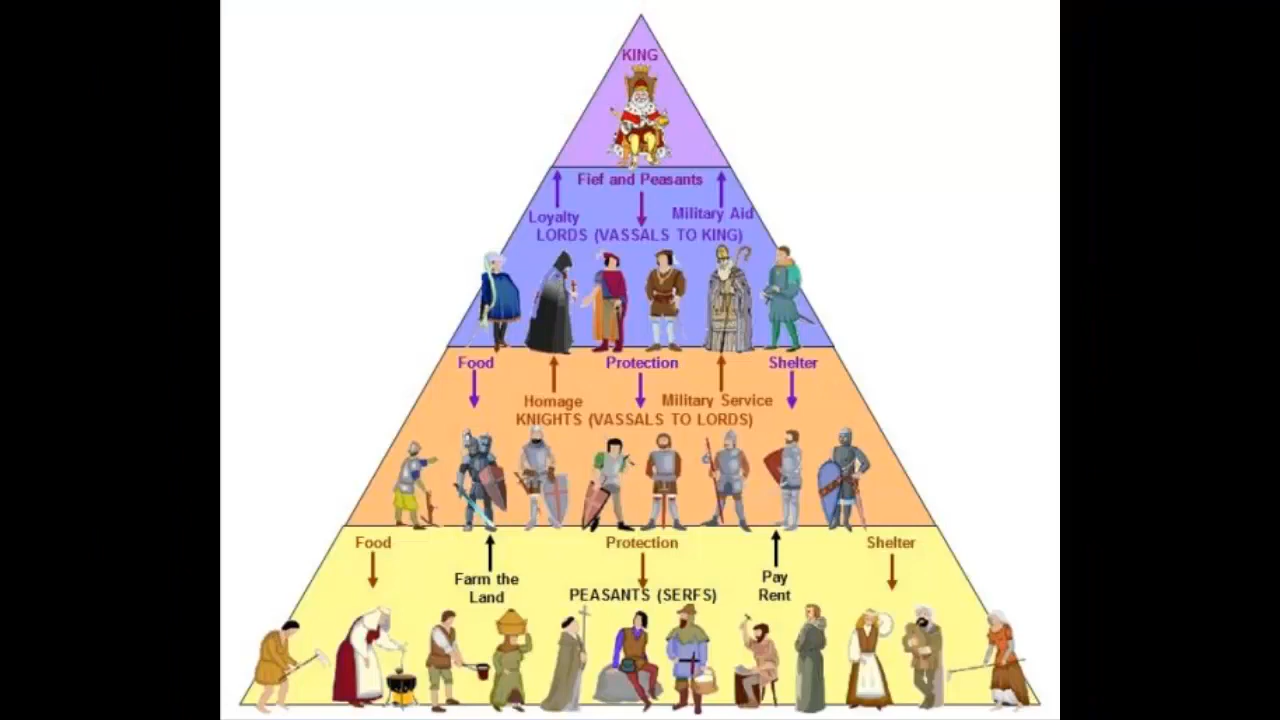 KING
Fief and Peasants
Loyalty
Military Aid
LORDS (VASSALS TO KING)
Food
Protection
Shelter
Homage
Military Service
KNIGHTS (VASSALS TO LORDS)
Food
Protection
Shelter
Farm the
Land
Pay
Rent
PEASANTS (SERFS)